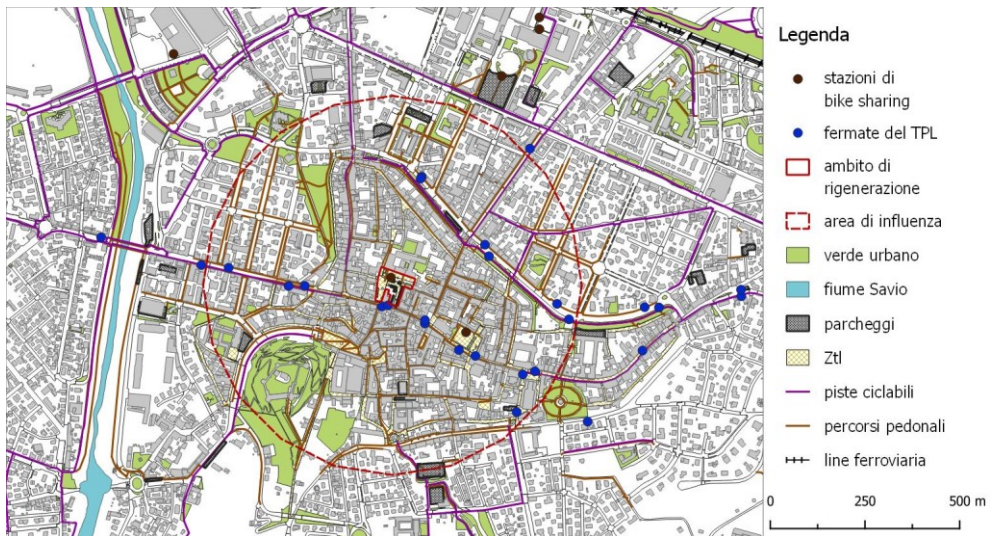 Legenda
stazioni di
bike sharing
fermate del TPL
ambito di
rigenerazione
area di influenza
verde urbano
fiume Savio
parcheggi
Ztl
piste ciclabili
percorsi pedonali
line ferroviaria
0 250 500 m